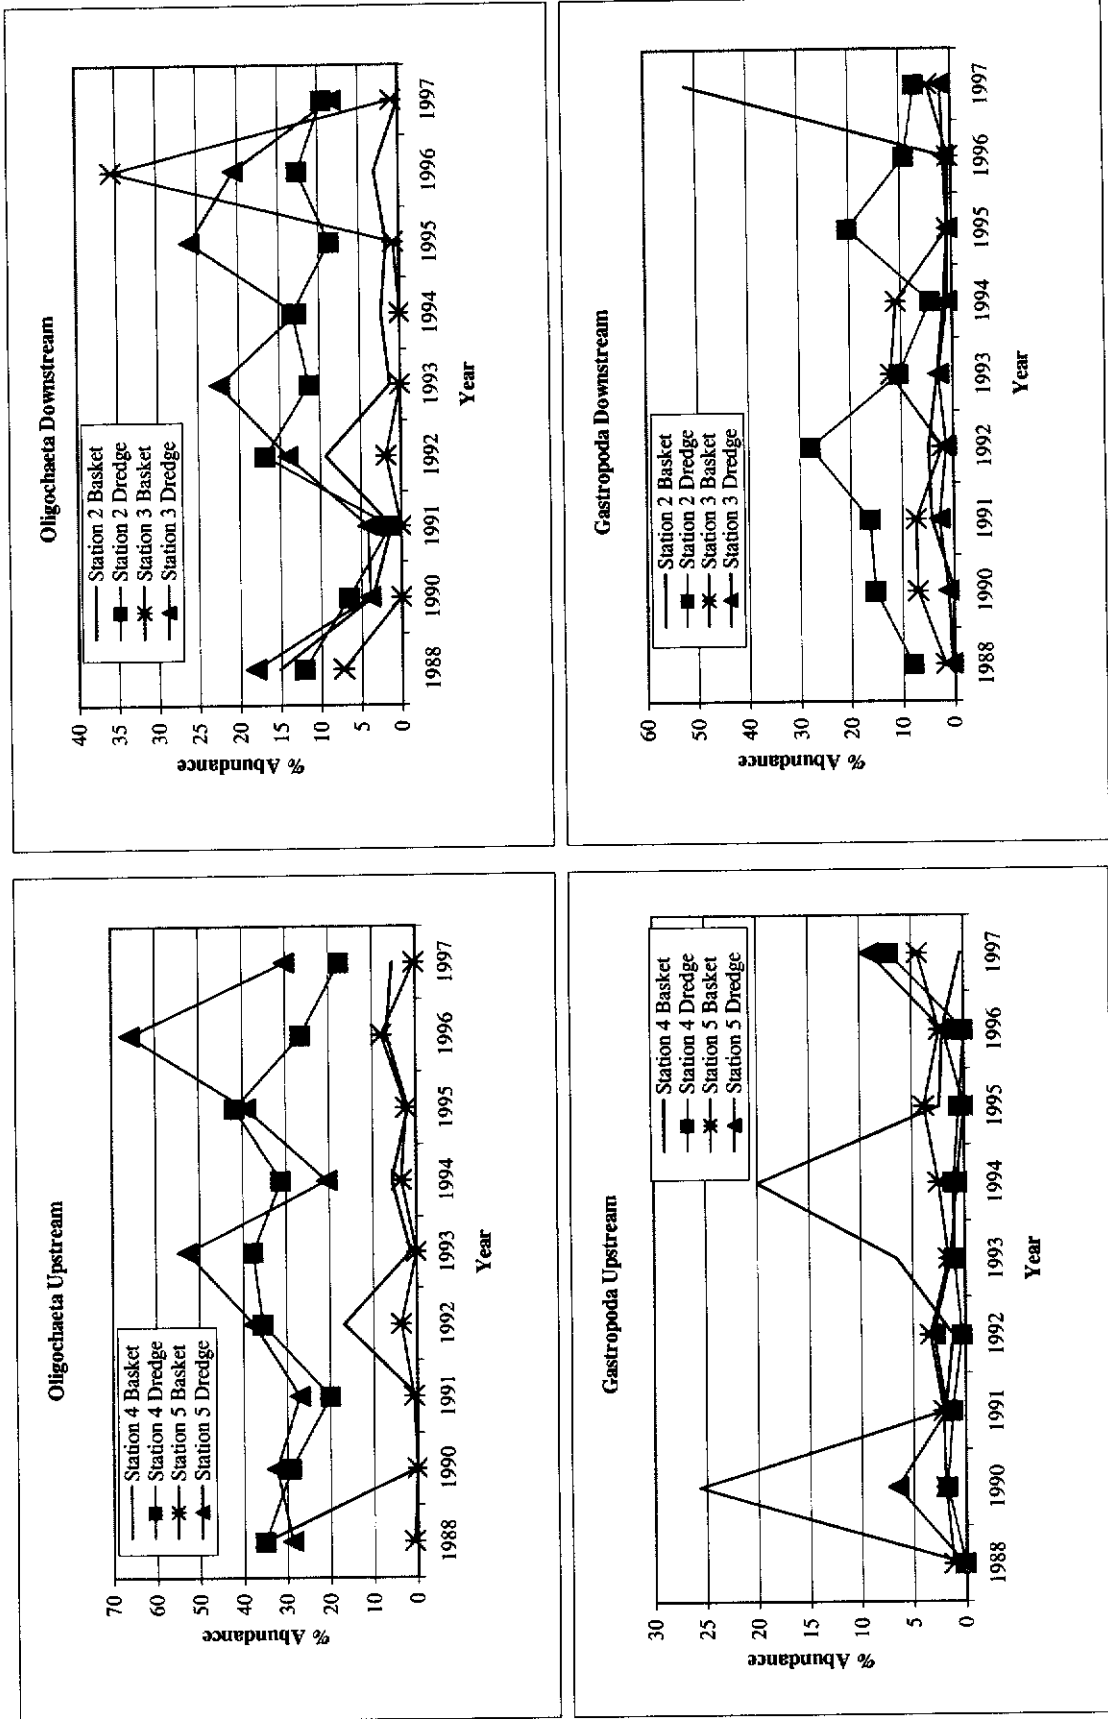 Oligochaeta Upstream
Station 4 Basket
Station 4 Dredge
Station 5 Basket
Station 5 Dredge
% Abundance
70
60
50
40
30
20
10
0
1988 1990 1991 1992 1993 1994 1995 1996 1997
Year
Oligochaeta Downstream
Station 2 Basket
Station 2 Dredge
Station 3 Basket
Station 3 Dredge
% Abundance
40
35
30
25
20
15
10
5
0
1988 1990 1991 1992 1993 1994 1995 1996 1997
Year
Gastropoda Upstream
Station 4 Basket
Station 4 Dredge
Station 5 Basket
Station 5 Dredge
% Abundance
30
25
20
15
10
5
0
1988 1990 1991 1992 1993 1994 1995 1996 1997
Year
Gastropoda Downstream
Station 2 Basket
Station 2 Dredge
Station 3 Basket
Station 3 Dredge
% Abundance
60
50
40
30
20
10
0
1988 1990 1991 1992 1993 1994 1995 1996 1997
Year